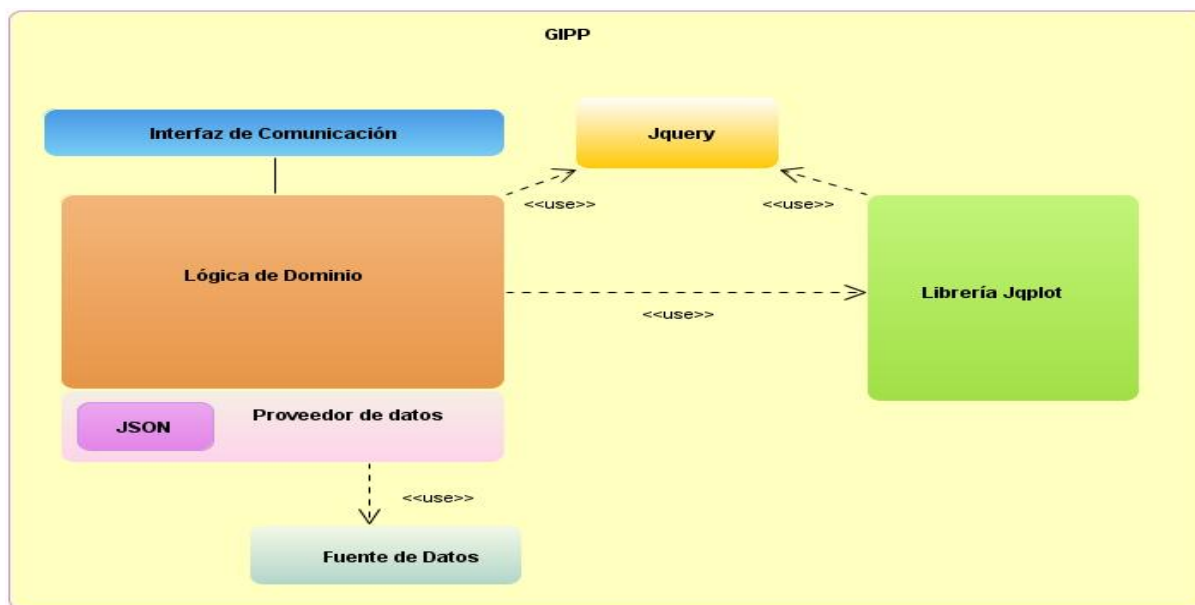 GIPP
Interfaz de Comunicación
Jquery
<<use>>
<<use>>
Lógica de Dominio
Librería Jqplot
<<use>>
JSON
Proveedor de datos
<<use>>
Fuente de Datos